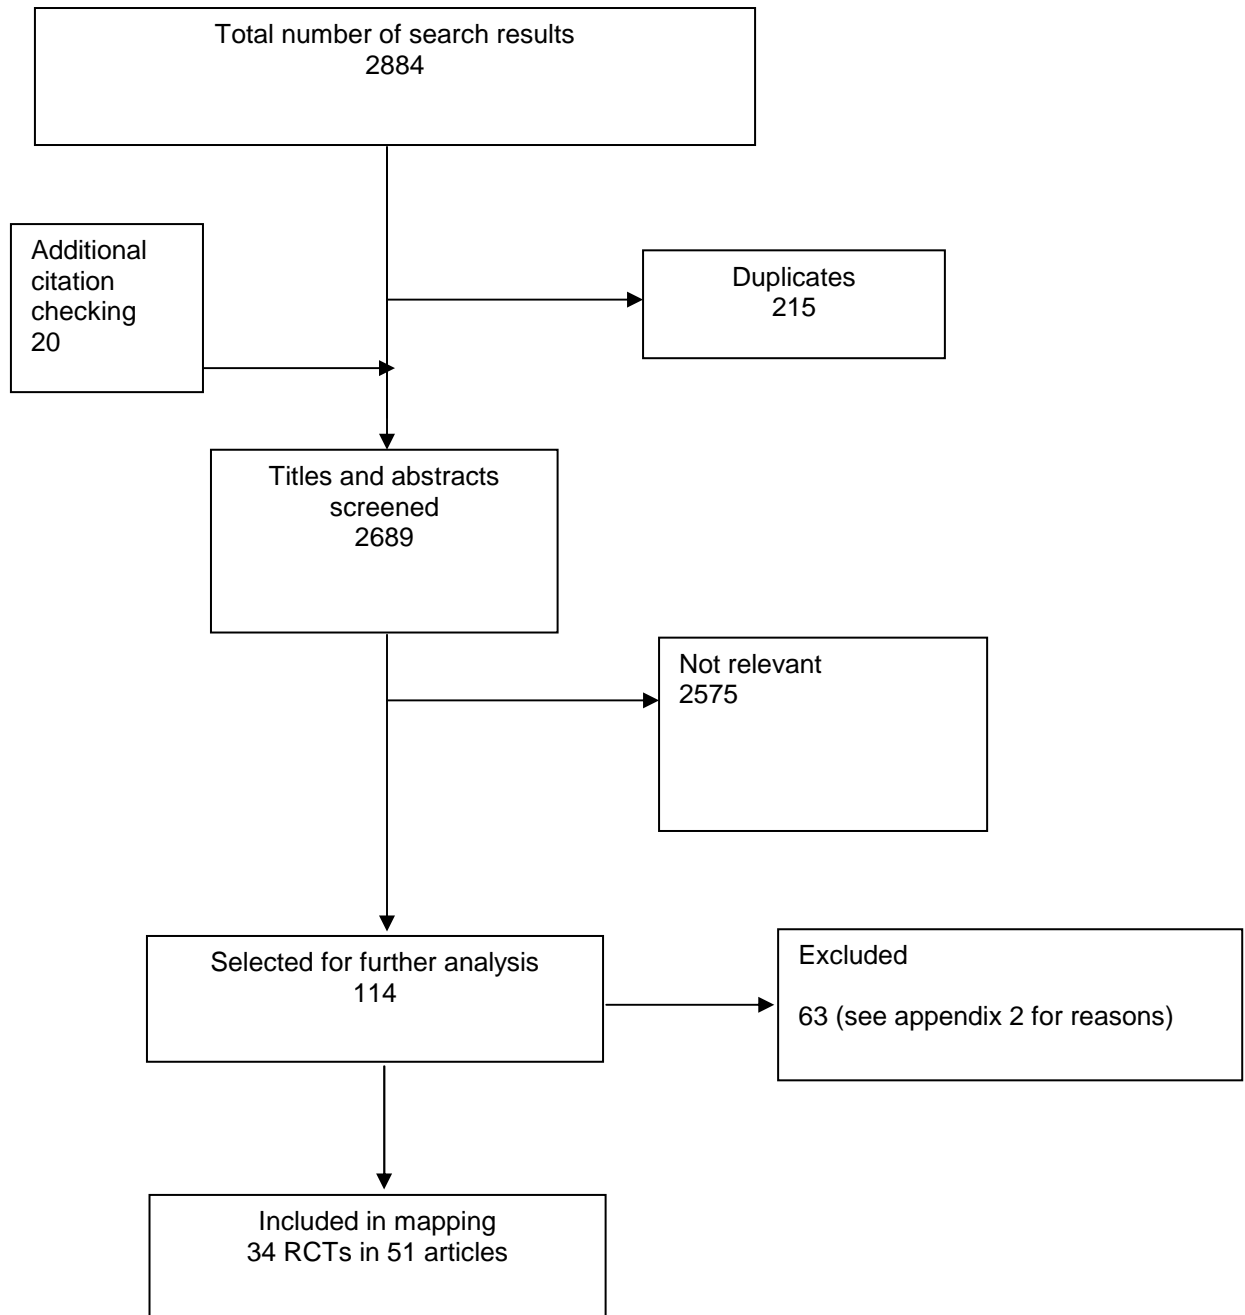 Total number of search results
2884
Additional
citation
checking
20
Duplicates
215
Titles and abstracts
screened
2689
Not relevant
2575
Selected for further analysis
114
Excluded
63 (see appendix 2 for reasons)
Included in mapping
34 RCTs in 51 articles